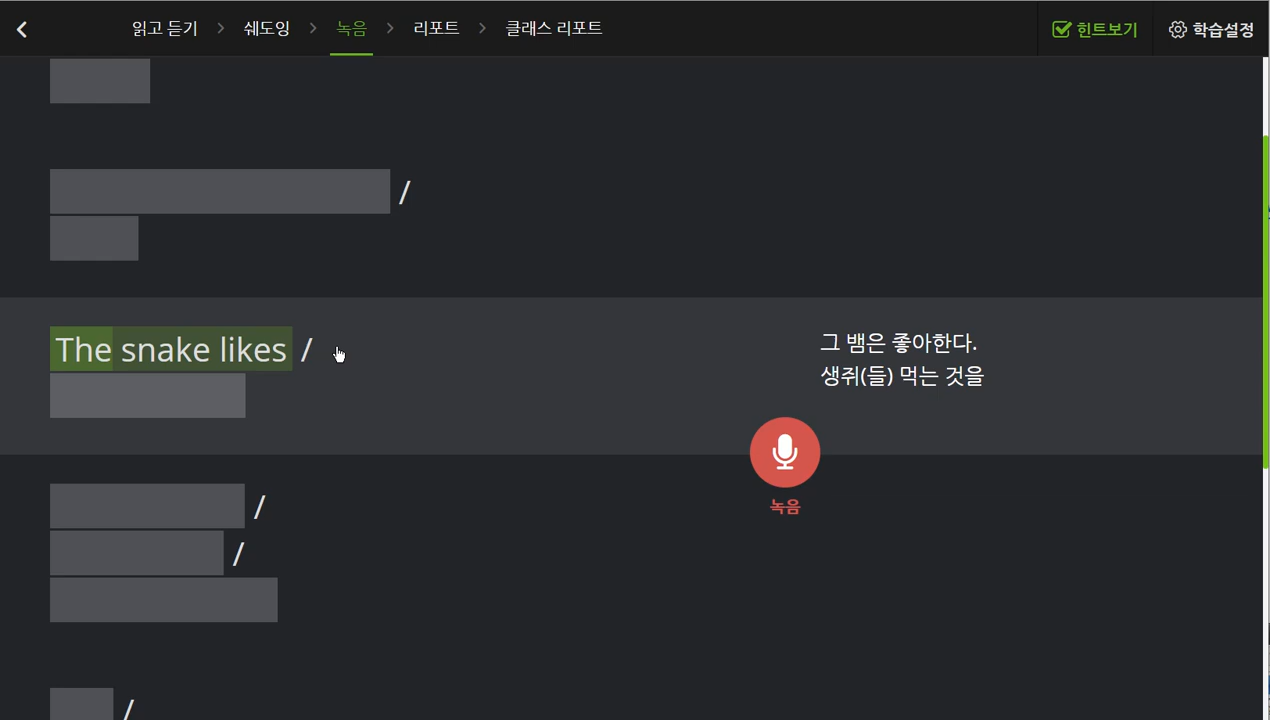 읽고 듣기 > 쉐도잉 > 녹음 > 리포트 > 클래스 리포트 힌트보기 학습설정
/
The snake likes /
그 뱀은 좋아한다.
생쥐(들) 먹는 것을
녹음
/
/
/